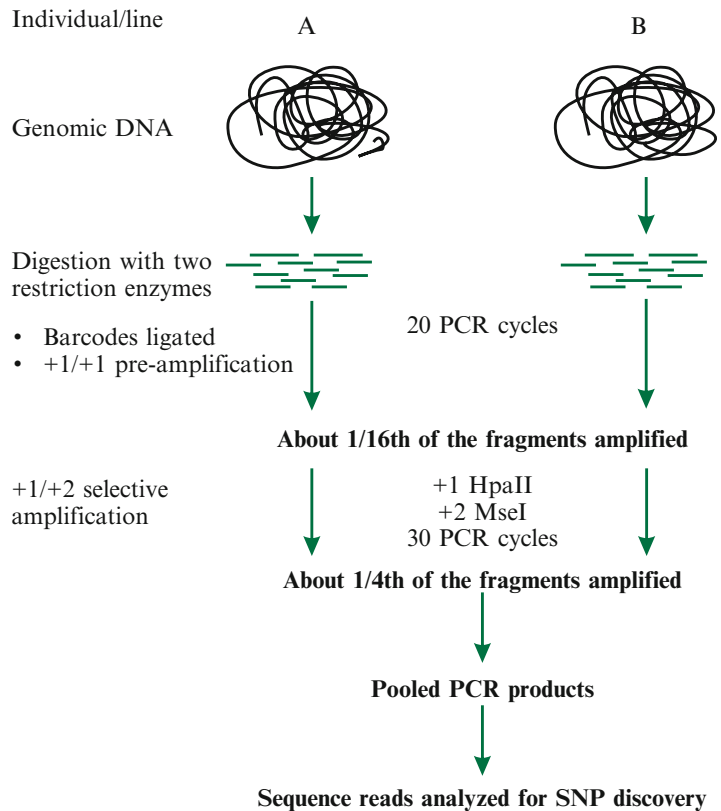 Individual/line
A
B
Genomic DNA
Digestion with two
restriction enzymes
• Barcodes ligated
• +1/+1 pre-amplification
20 PCR cycles
About 1/16th of the fragments amplified
+1/+2 selective
amplification
+1 HpaII
+2 MseI
30 PCR cycles
About 1/4th of the fragments amplified
Pooled PCR products
Sequence reads analyzed for SNP discovery